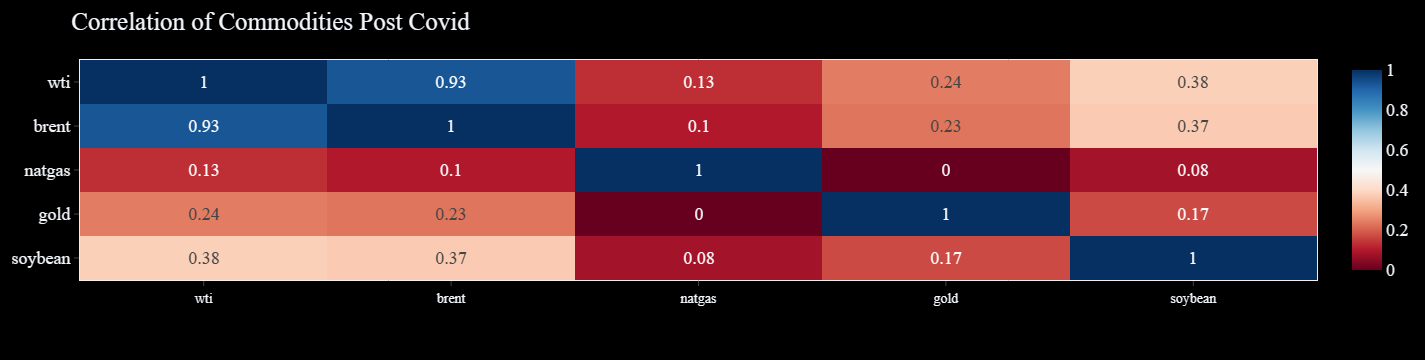 Correlation of Commodities Post Covid
wti 1 0.93 0.13 0.24 0.38
brent 0.93 1 0.1 0.23 0.37
natgas 0.13 0.1 1 0 0.08
gold 0.24 0.23 0 1 0.17
soybean 0.38 0.37 0.08 0.17 1
wti brent natgas gold soybean
1
0.8
0.6
0.4
0.2
0